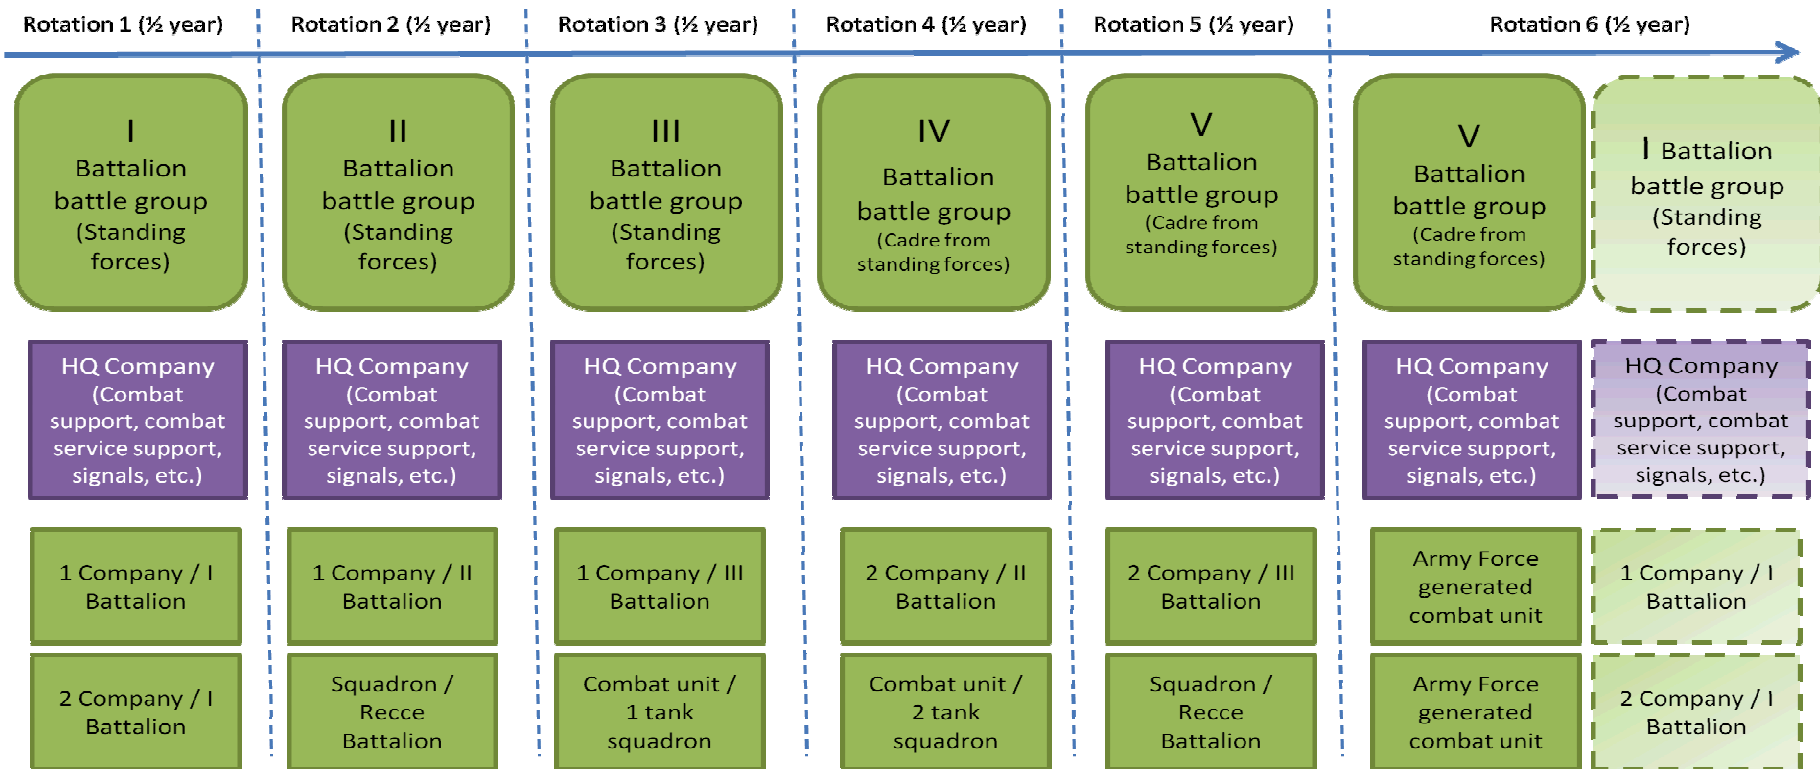 Rotation 1 (½ year)
Rotation 2 (½ year)
Rotation 3 (½ year)
Rotation 4 (½ year)
Rotation 5 (½ year)
Rotation 6 (½ year)
I
Battalion
battle group
(Standing
forces)
II
Battalion
battle group
(Standing
forces)
III
Battalion
battle group
(Standing
forces)
IV
Battalion
battle group
(Cadre from
standing forces)
V
Battalion
battle group
(Cadre from
standing forces)
V
Battalion
battle group
(Cadre from
standing forces)
I Battalion
battle group
(Standing
forces)
HQ Company
(Combat
support, combat
service support,
signals, etc.)
HQ Company
(Combat
support, combat
service support,
signals, etc.)
HQ Company
(Combat
support, combat
service support,
signals, etc.)
HQ Company
(Combat
support, combat
service support,
signals, etc.)
HQ Company
(Combat
support, combat
service support,
signals, etc.)
HQ Company
(Combat
support, combat
service support,
signals, etc.)
HQ Company
(Combat
support, combat
service support,
signals, etc.)
1 Company / I
Battalion
1 Company / II
Battalion
1 Company / III
Battalion
2 Company / II
Battalion
2 Company / III
Battalion
Army Force
generated
combat unit
1 Company / I
Battalion
2 Company / I
Battalion
Squadron /
Recce
Battalion
Combat unit /
1 tank
squadron
Combat unit /
2 tank
squadron
Squadron /
Recce
Battalion
Army Force
generated
combat unit
2 Company / I
Battalion